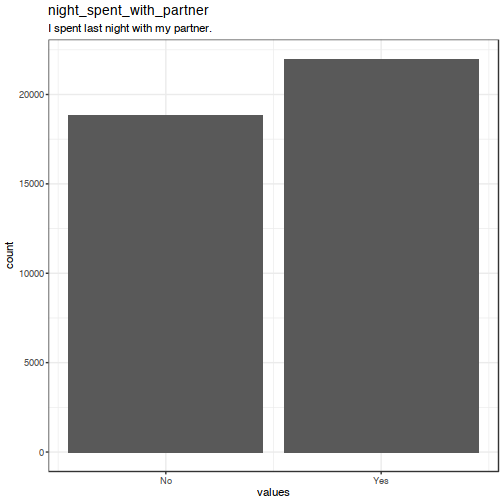 night_spent_with_partner
I spent last night with my partner.
count
20000
15000
10000
5000
0
No
Yes
values